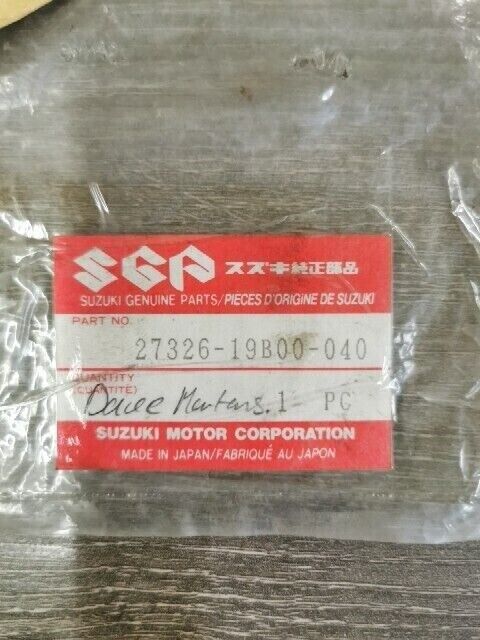 SGP スズキ純正部品
SUZUKI GENUINE PARTS/PIECES D'ORIGINE DE SUZUKI
PART NO.
27326-19B00-040
QUANTITY
(QUANTITÉ)
1 PC
SUZUKI MOTOR CORPORATION
MADE IN JAPAN/FABRIQUÉ AU JAPON